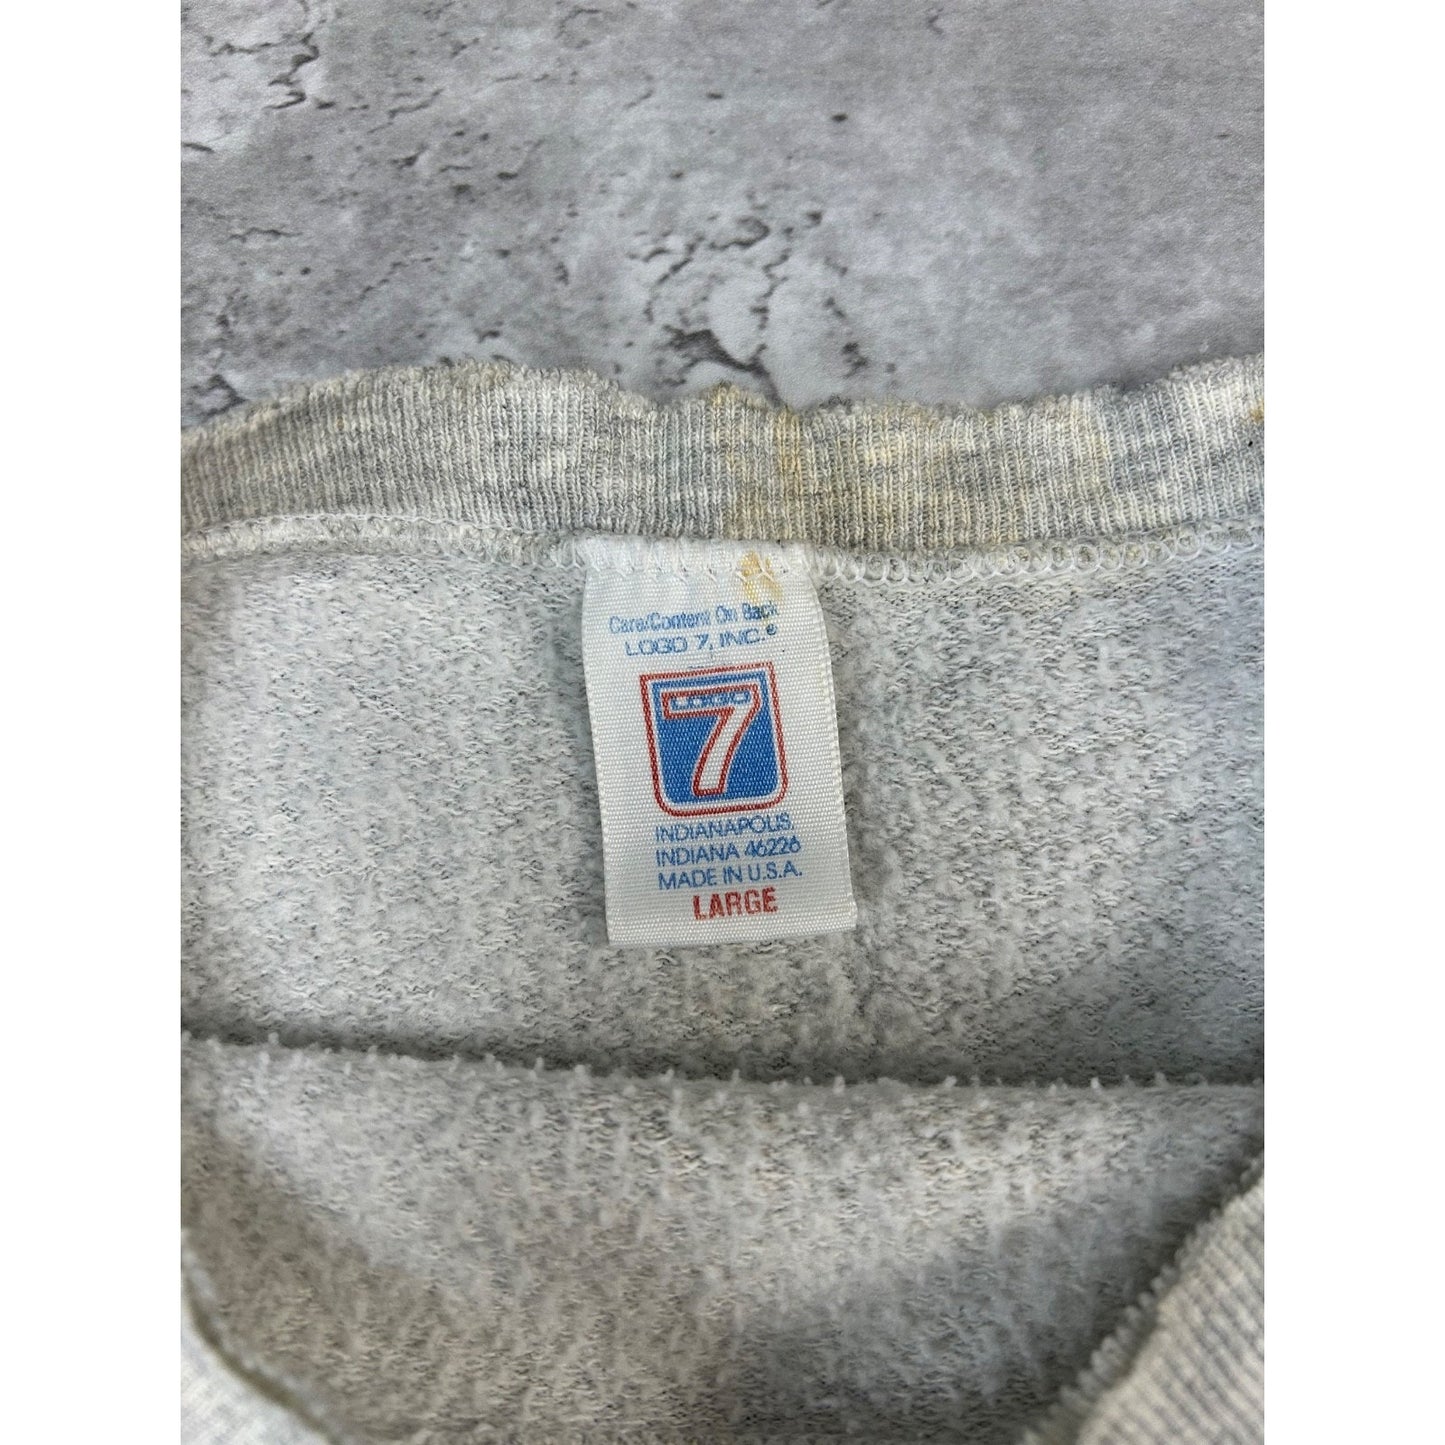 Care/Content On Back
LOGO 7, INC.®
LOGO
7
INDIANAPOLIS,
INDIANA 46226
MADE IN U.S.A.
LARGE